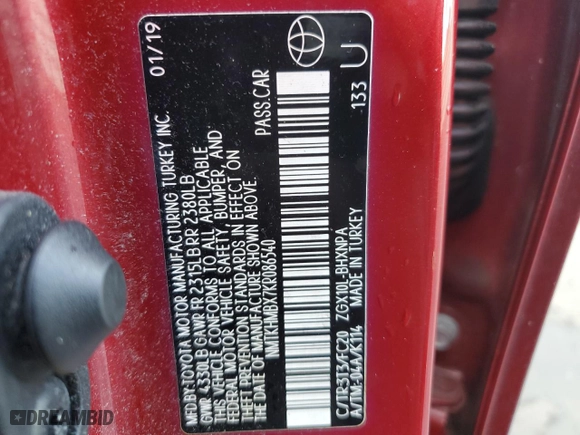 MFD BY:TOYOTA MOTOR MANUFACTURING TURKEY INC. 01/19
GVWR 4330LB GAWR FR 2315LB RR 2380LB
THIS VEHICLE CONFORMS TO ALL APPLICABLE
FEDERAL MOTOR VEHICLE SAFETY, BUMPER, AND
THEFT PREVENTION STANDARDS IN EFFECT ON
THE DATE OF MANUFACTURE SHOWN ABOVE.
NMTKHMBX7KR086540 PASS.CAR
C/TR:3T3/FC20 ZGX10L-BHXNPA 133 U
A/TM:-04A/K114 MADE IN TURKEY
DREAMBID